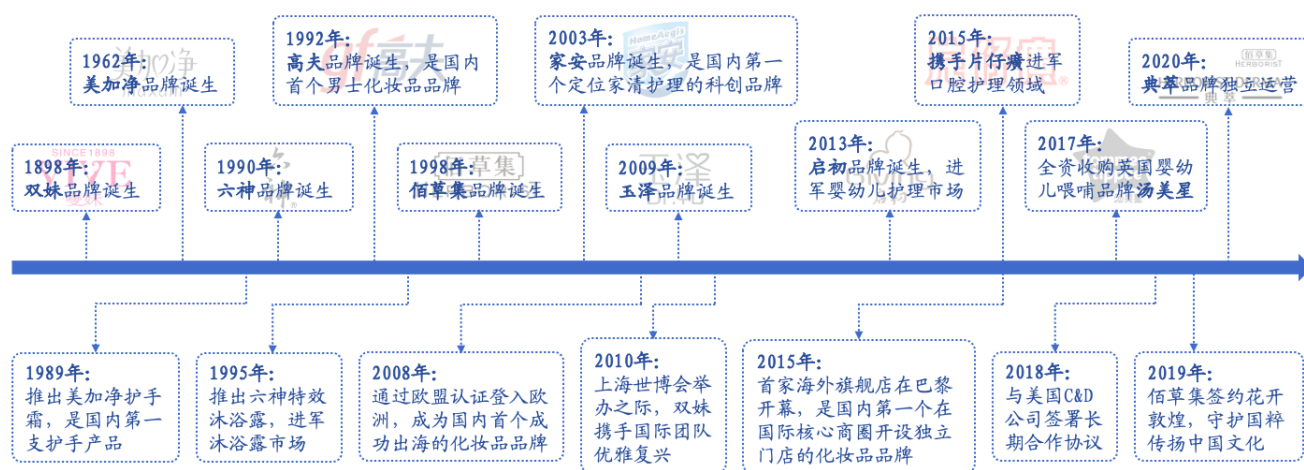 1962年：
美加净品牌诞生
1992年：
高夫品牌诞生，是国内
首个男士化妆品品牌
2003年：
家安品牌诞生，是国内第一
个定位家清护理的科创品牌
2015年：
携手片仔癀进军
口腔护理领域
2020年：
典萃品牌独立运营
佰草集
HERBORIST
典萃
SINCE1898
1898年：
双妹品牌诞生
1990年：
六神品牌诞生
1998年：
佰草集品牌诞生
2009年：
玉泽品牌诞生
2013年：
启初品牌诞生，进
军婴幼儿护理市场
2017年：
全资收购英国婴幼
儿喂哺品牌汤美星
1989年：
推出美加净护手
霜，是国内第一
支护手产品
1995年：
推出六神特效
沐浴露，进军
沐浴露市场
2008年：
通过欧盟认证登入欧
洲，成为国内首个成
功出海的化妆品品牌
2010年：
上海世博会举
办之际，双妹
携手国际团队
优雅复兴
2015年：
首家海外旗舰店在巴黎
开幕，是国内第一个在
国际核心商圈开设独立
门店的化妆品品牌
2018年：
与美国C&D
公司签署长
期合作协议
2019年：
佰草集签约花开
敦煌，守护国粹
传扬中国文化